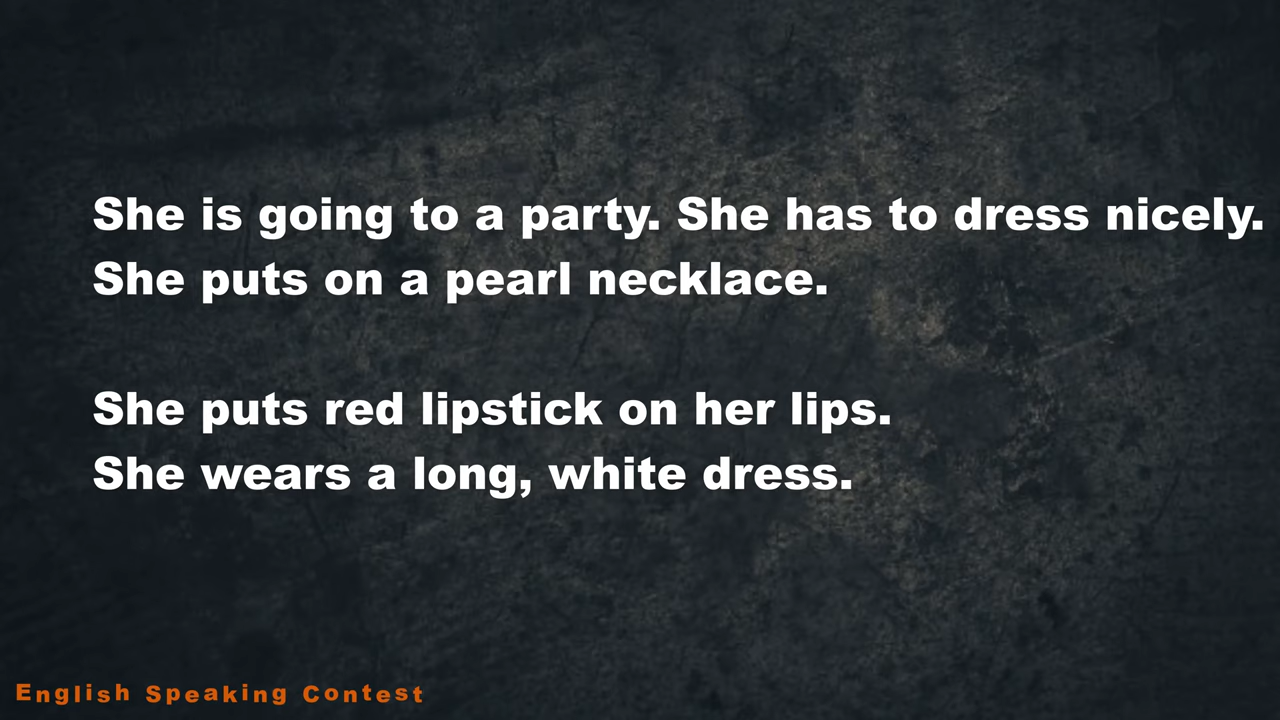 She is going to a party. She has to dress nicely.
She puts on a pearl necklace.
She puts red lipstick on her lips.
She wears a long, white dress.
English Speaking Contest